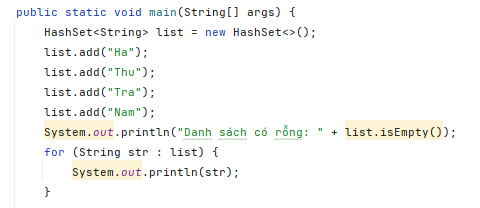 public static void main(String[] args) {
    HashSet<String> list = new HashSet<>();
    list.add("Ha");
    list.add("Thu");
    list.add("Tra");
    list.add("Nam");
    System.out.println("Danh sách có rỗng: " + list.isEmpty());
    for (String str : list) {
        System.out.println(str);
    }